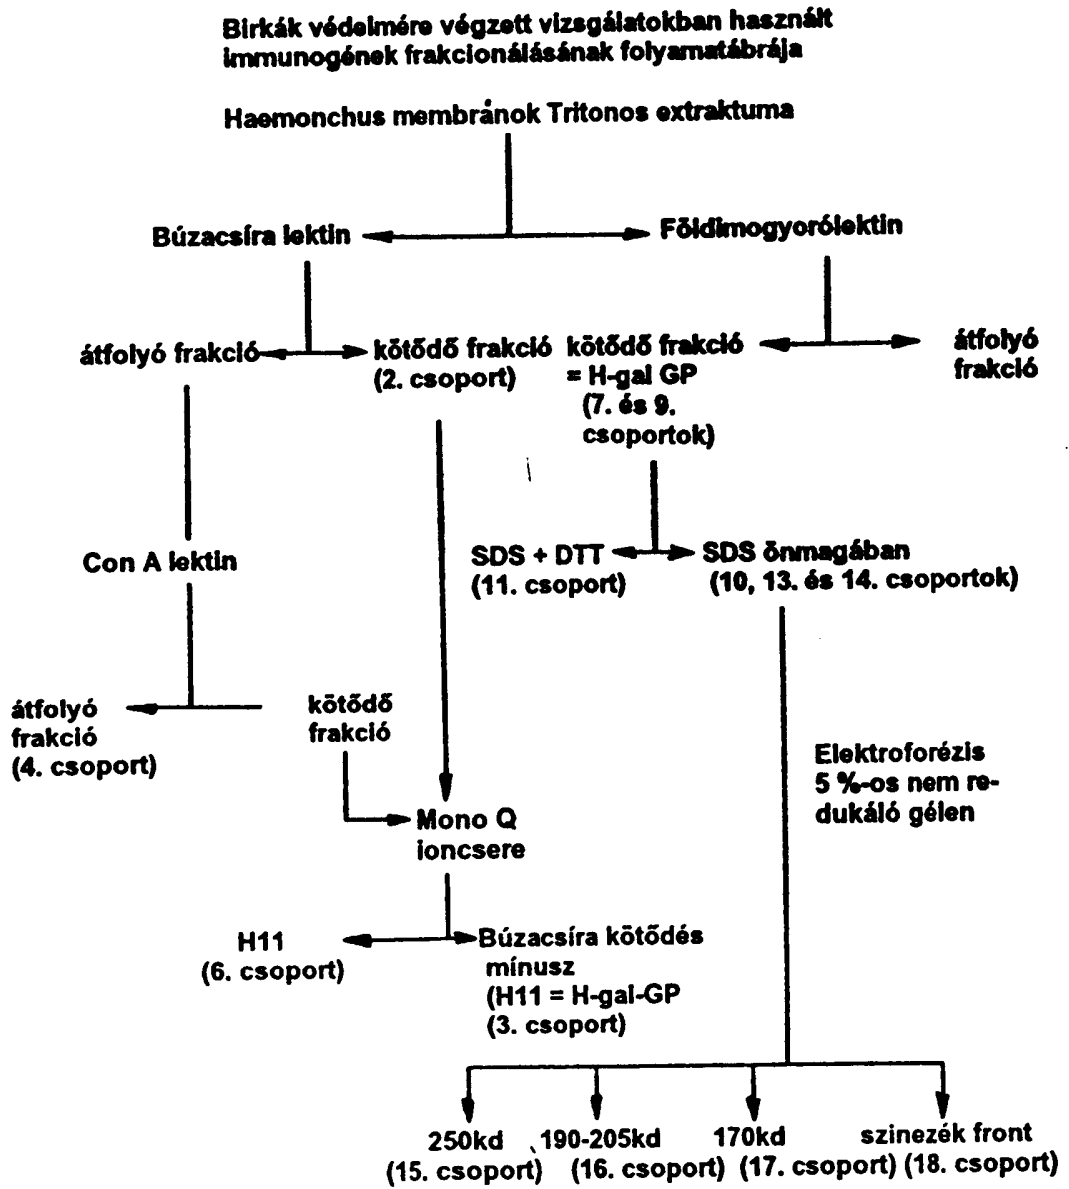 Birkák védelmére végzett vizsgálatokban használt
immunogének frakcionálásának folyamatábrája
Haemonchus membránok Tritonos extraktuma
Búzacsíra lektin
Földimogyorólektin
átfolyó frakció
kötődő frakció
(2. csoport)
kötődő frakció
= H-gal GP
(7. és 9.
csoportok)
átfolyó
frakció
Con A lektin
SDS + DTT
(11. csoport)
SDS önmagában
(10, 13. és 14. csoportok)
átfolyó
frakció
(4. csoport)
kötődő
frakció
Elektroforézis
5 %-os nem re-
dukáló gélen
Mono Q
ioncsere
H11
(6. csoport)
Búzacsíra kötődés
mínusz
(H11 = H-gal-GP
(3. csoport)
250kd
(15. csoport)
190-205kd
(16. csoport)
170kd
(17. csoport)
szinezék front
(18. csoport)